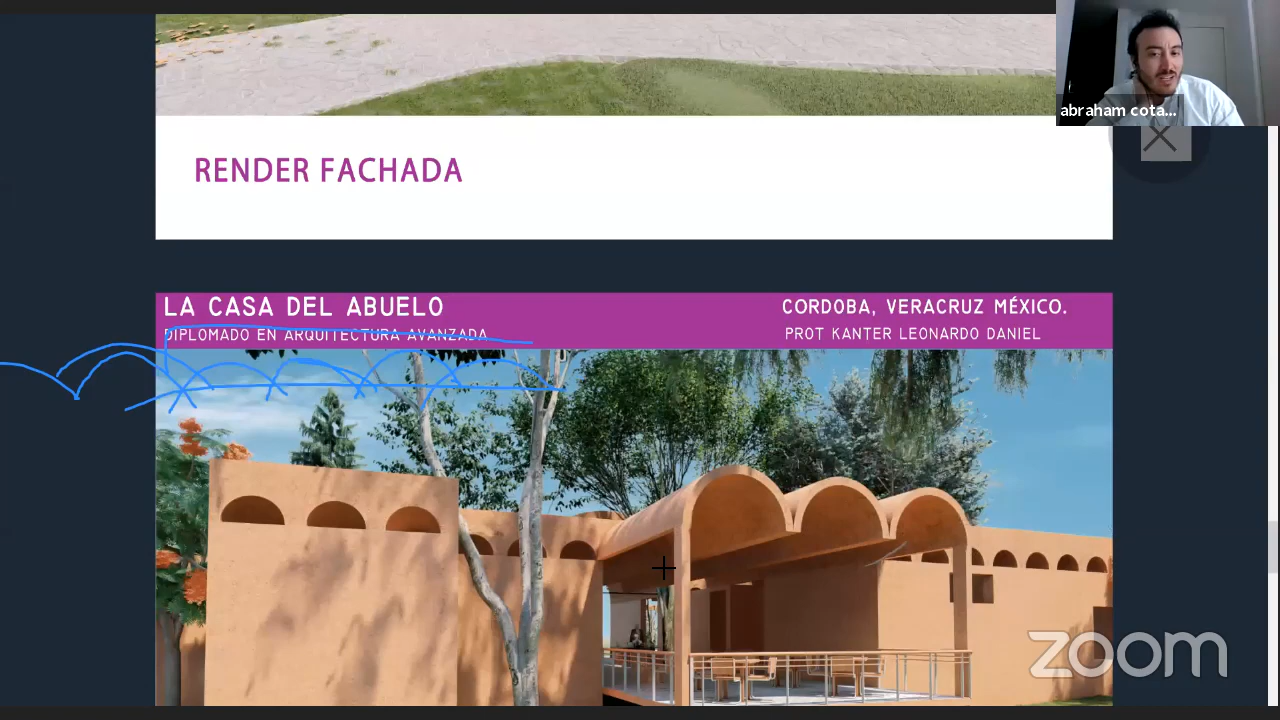 abraham cota...
RENDER FACHADA
LA CASA DEL ABUELO
CORDOBA, VERACRUZ MÉXICO.
DIPLOMADO EN ARQUITECTURA AVANZADA
PROT KANTER LEONARDO DANIEL
zoom